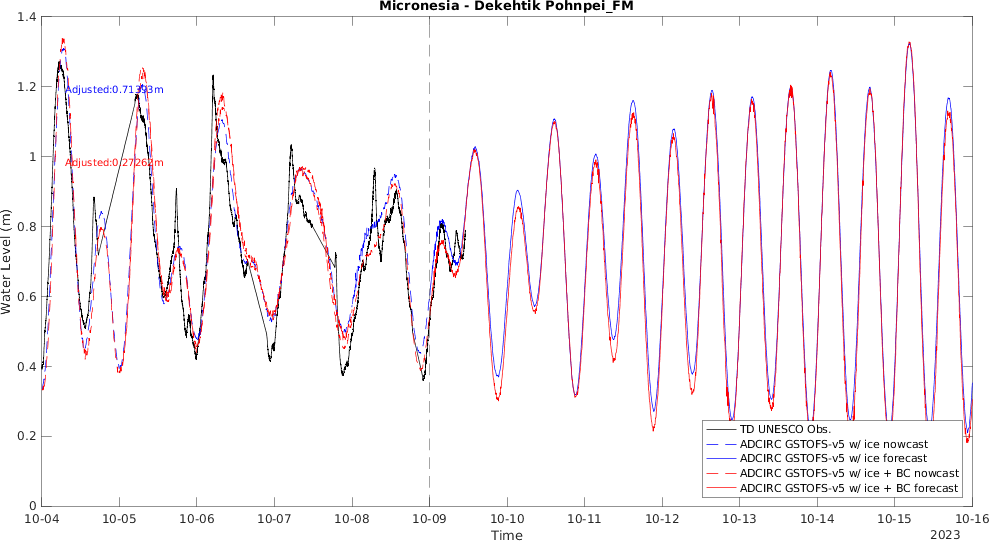 Micronesia - Dekehtik Pohnpei_FM
Water Level (m)
1.4
1.2
1
0.8
0.6
0.4
0.2
0
Adjusted:0.71393m
Adjusted:0.27262m
TD UNESCO Obs.
ADCIRC GSTOFS-v5 w/ ice nowcast
ADCIRC GSTOFS-v5 w/ ice forecast
ADCIRC GSTOFS-v5 w/ ice + BC nowcast
ADCIRC GSTOFS-v5 w/ ice + BC forecast
10-04 10-05 10-06 10-07 10-08 10-09 10-10 10-11 10-12 10-13 10-14 10-15 10-16
Time
2023